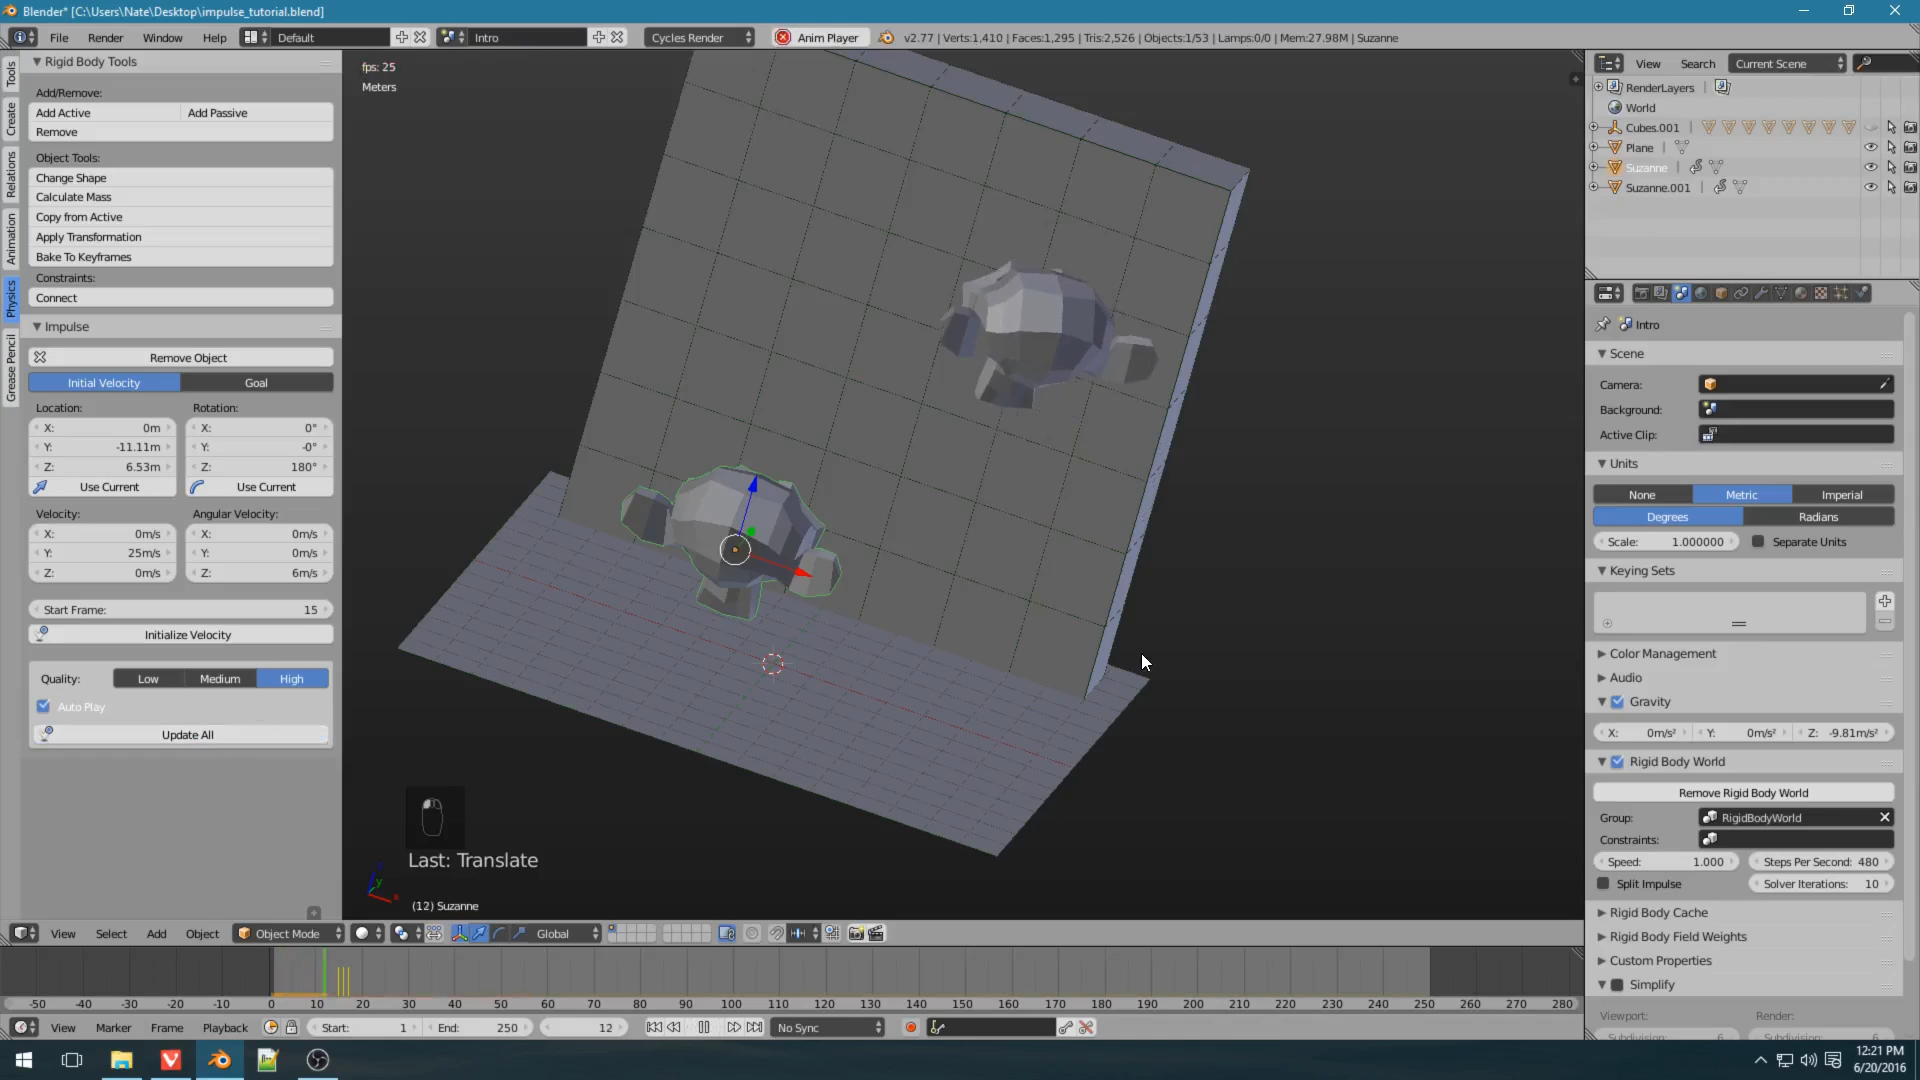 Blender* [C:\Users\Nate\Desktop\impulse_tutorial.blend]
File Render Window Help Default Intro Cycles Render Anim Player v2.77 | Verts:1,410 | Faces:1,295 | Tris:2,526 | Objects:1/53 | Lamps:0/0 | Mem:27.98M | Suzanne
Tools
Create
Relations
Animation
Physics
Grease Pencil
Rigid Body Tools
Add/Remove:
Add Active Add Passive
Remove
Object Tools:
Change Shape
Calculate Mass
Copy from Active
Apply Transformation
Bake To Keyframes
Constraints:
Connect
Impulse
Remove Object
Initial Velocity Goal
Location: Rotation:
X: 0m X: 0°
Y: -11.11m Y: -0°
Z: 6.53m Z: 180°
Use Current Use Current
Velocity: Angular Velocity:
X: 0m/s X: 0m/s
Y: 25m/s Y: 0m/s
Z: 0m/s Z: 6m/s
Start Frame: 15
Initialize Velocity
Quality: Low Medium High
Auto Play
Update All
fps: 25
Meters
Last: Translate
(12) Suzanne
y
View Search Current Scene
RenderLayers
World
Cubes.001
Plane
Suzanne
Suzanne.001
Intro
Scene
Camera:
Background:
Active Clip:
Units
None Metric Imperial
Degrees Radians
Scale: 1.000000 Separate Units
Keying Sets
Color Management
Audio
Gravity
X: 0m/s² Y: 0m/s² Z: -9.81m/s²
Rigid Body World
Remove Rigid Body World
Group: RigidBodyWorld
Constraints:
Speed: 1.000 Steps Per Second: 480
Split Impulse Solver Iterations: 10
Rigid Body Cache
Rigid Body Field Weights
Custom Properties
Simplify
Viewport: Render:
View Select Add Object Object Mode Global
-50 -40 -30 -20 -10 0 10 20 30 40 50 60 70 80 90 100 110 120 130 140 150 160 170 180 190 200 210 220 230 240 250 260 270 280
View Marker Frame Playback Start: 1 End: 250 12 No Sync
12:21 PM
6/20/2016